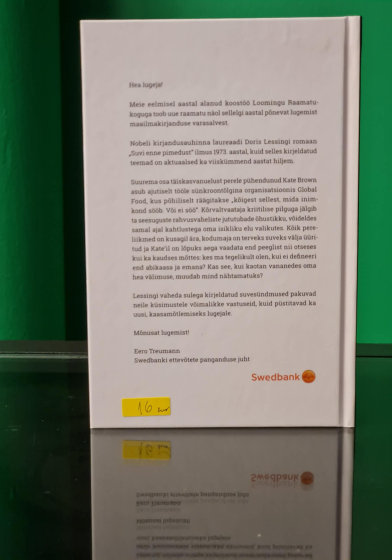 Hea lugeja!
Meie eelmisel aastal alanud koostöö Loomingu Raamatu-
kogoga toob uue raamatu näol sellelgi aastal põnevat lugemist
maailmakirjanduse varasalvest.
Nobeli kirjandusauhinna laureaadi Doris Lessingi romaan
„Suvi enne pimedust" ilmus 1973. aastal, kuid selles kirjeldatud
teemad on aktuaalsed ka viiskümmend aastat hiljem.
Suurema osa täiskasvanuelust perele pühendunud Kate Brown
asub ajutiselt tööle sünkroontõlgina organisatsioonis Global
Food, kus põhiliselt räägitakse „kõigest sellest, mida inim-
kond sööb. Või ei söö". Kõrvaltvaataja kriitilise pilguga jälgib
ta seesuguste rahvusvaheliste jututubade õhustikku, võideldes
samal ajal kahtlustega oma isikliku elu valikutes. Kõik pere-
liikmed on kusagil ära, kodumaja on terveks suveks välja üüri-
tud ja Kate'il on lõpuks aega vaadata end peeglist nii otseses
kui ka kaudses mõttes: kes ma tegelikult olen, kui ei defineeri
end abikaasa ja emana? Kas see, kui kaotan vananedes oma
hea välimuse, muudab mind nähtamatuks?
Lessingi vaheda sulega kirjeldatud suvesündmused pakuvad
neile küsimustele võimalikke vastuseid, kuid püstitavad ka
uusi, kaasamõtlemiseks lugejale.
Mõnusat lugemist!
Eero Treumann
Swedbanki ettevõtete panganduse juht
Swedbank
16